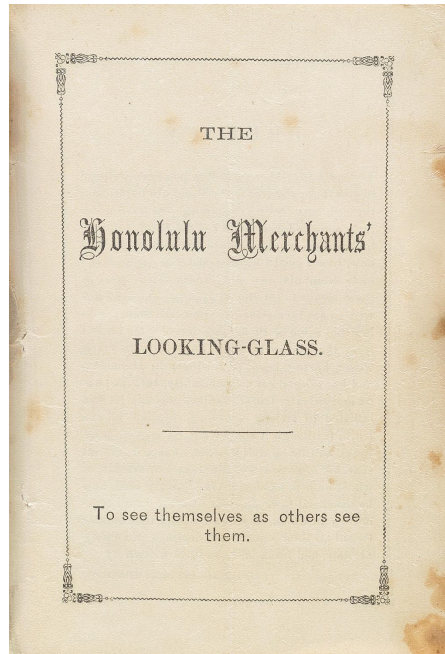 THE
Honolulu Merchants'
LOOKING-GLASS.
To see themselves as others see
them.